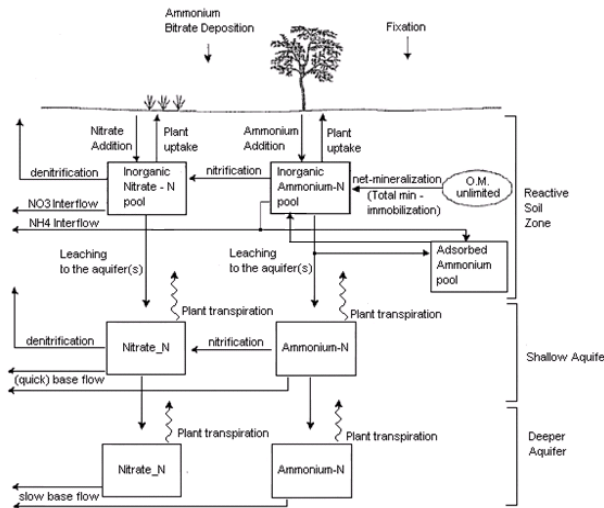 Ammonium
Bitrate Deposition
Fixation
Nitrate
Addition
Plant
uptake
Ammonium
Addition
Plant
uptake
denitrification
Inorganic
Nitrate - N
pool
nitrification
Inorganic
Ammonium-N
pool
net-mineralization
(Total min -
immobilization)
O.M.
unlimited
Reactive
Soil
Zone
NO3 Interflow
NH4 Interflow
Adsorbed
Ammonium
pool
Leaching
to the aquifer(s)
Leaching
to the aquifer(s)
Plant transpiration
Plant transpiration
denitrification
Nitrate_N
nitrification
Ammonium-N
Shallow Aquife
(quick) base flow
Plant transpiration
Plant transpiration
Deeper
Aquifer
Nitrate_N
Ammonium-N
slow base flow